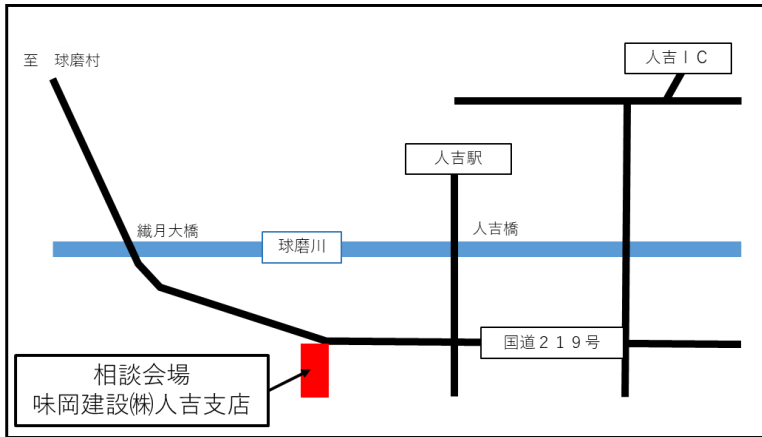 至　球磨村
人吉ＩＣ
人吉駅
繊月大橋
球磨川
人吉橋
国道２１９号
相談会場
味岡建設㈱人吉支店